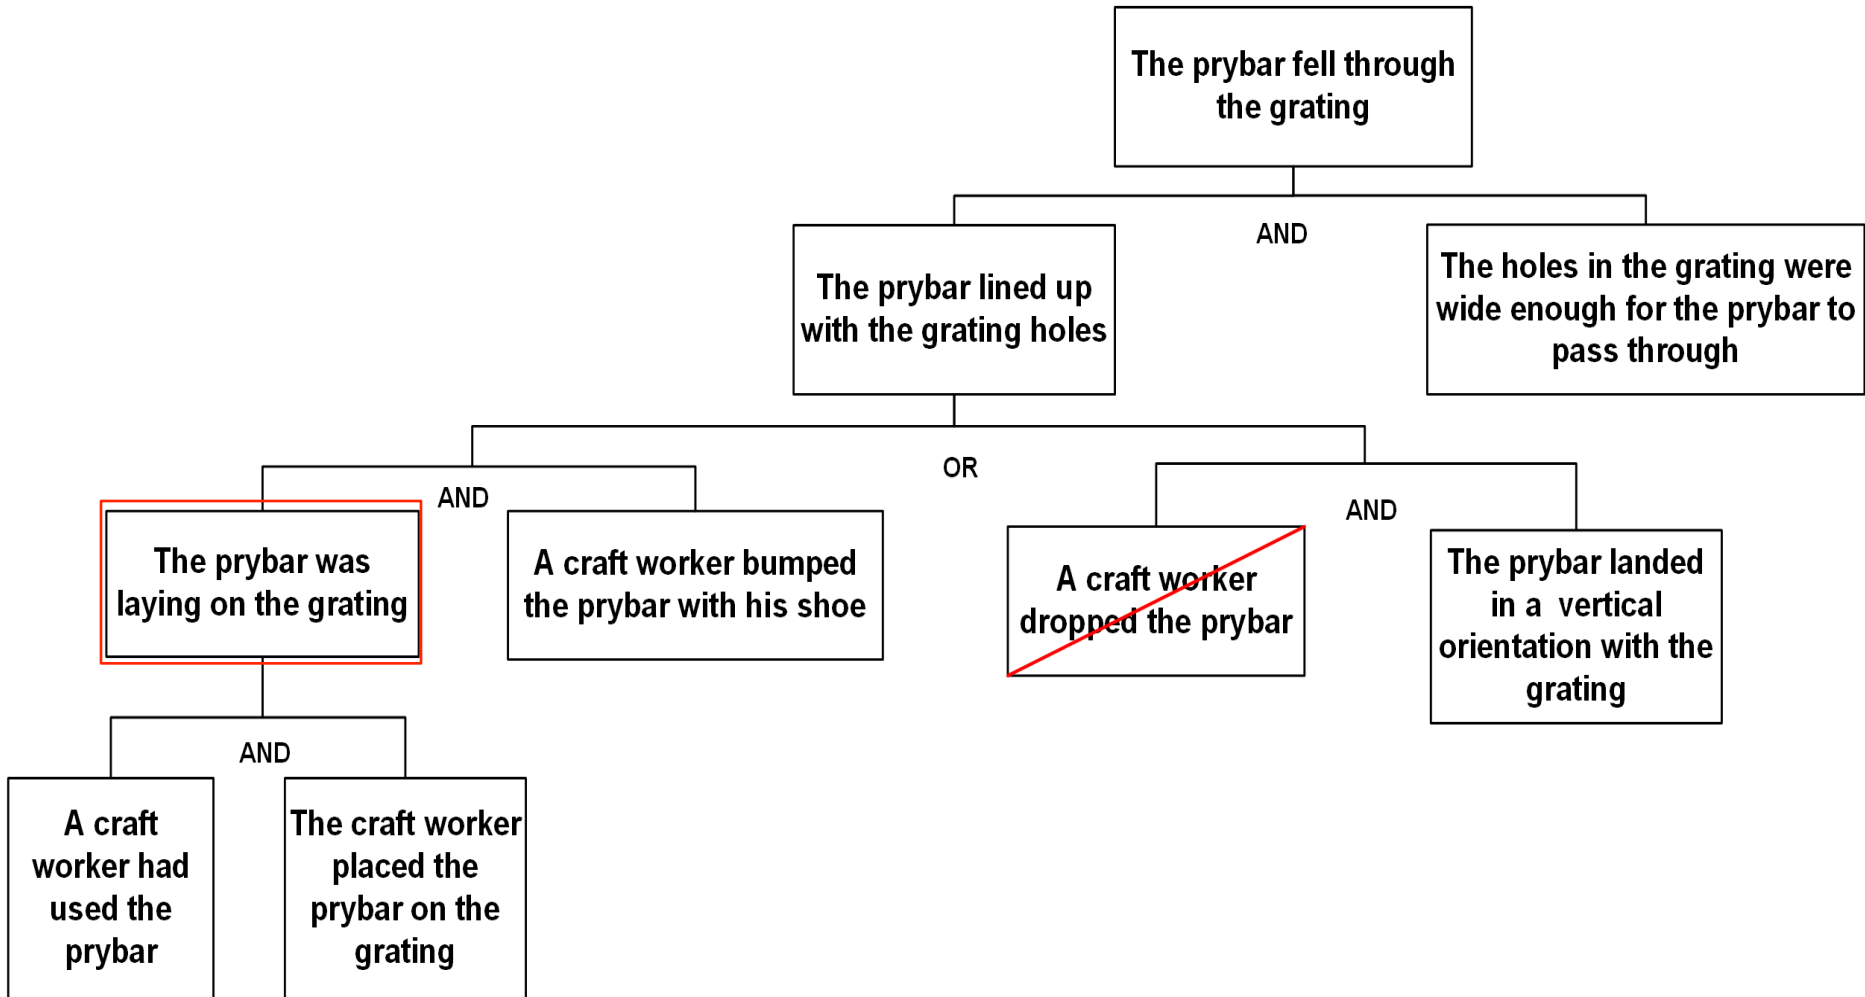 The prybar fell through
the grating
AND
The prybar lined up
with the grating holes
The holes in the grating were
wide enough for the prybar to
pass through
OR
AND
AND
The prybar was
laying on the grating
A craft worker bumped
the prybar with his shoe
A craft worker
dropped the prybar
The prybar landed
in a vertical
orientation with the
grating
AND
A craft
worker had
used the
prybar
The craft worker
placed the
prybar on the
grating